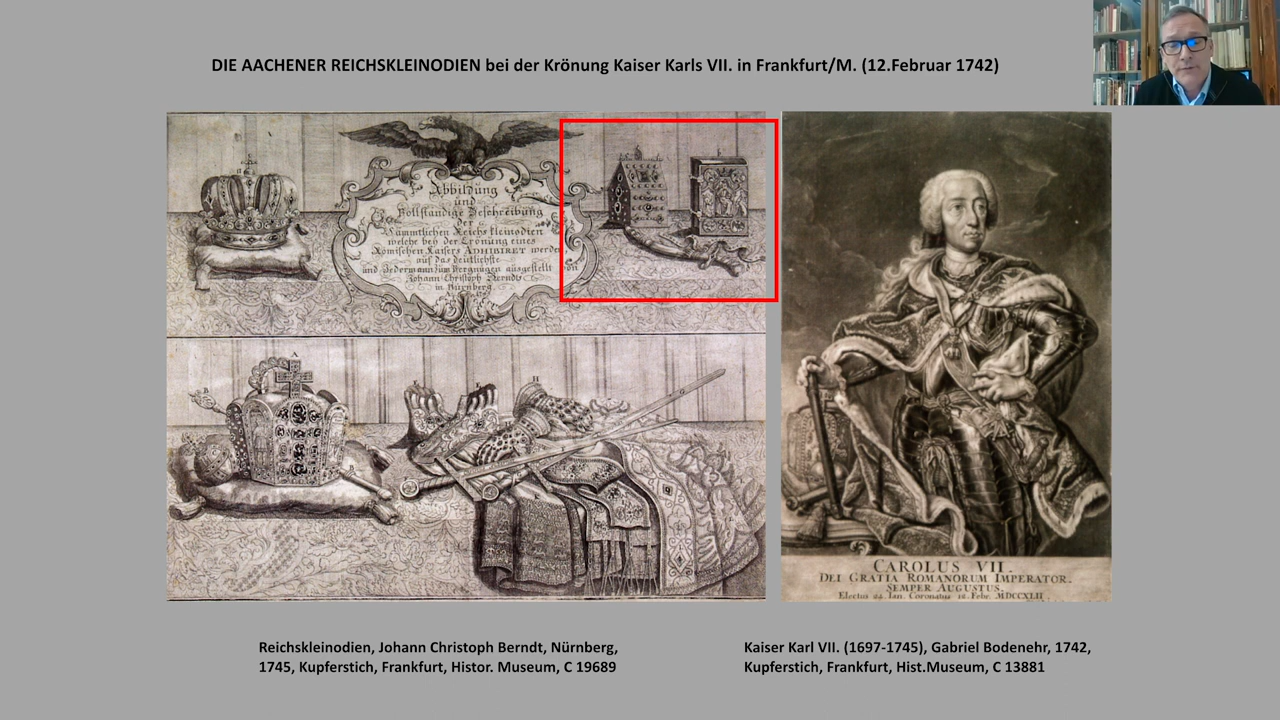 DIE AACHENER REICHSKLEINODIEN bei der Krönung Kaiser Karls VII. in Frankfurt/M. (12.Februar 1742)
Abbildung
und
Vollständige Beschreibung
der
Sämmtlichen Reichs Kleinodien
welche bey der Crönung eines
Römischen Kaisers ADHIBIRET werden
auf das deutlichste
und Jedermann zum Vergnügen ausgestellt von
Johann Christoph Berndt
in Nürnberg
A
H
CAROLUS VII.
DEI GRATIA ROMANORUM IMPERATOR
SEMPER AUGUSTUS.
Electus 24. Jan. Coronatus 12. Febr. MDCCXLII
Reichskleinodien, Johann Christoph Berndt, Nürnberg,
1745, Kupferstich, Frankfurt, Histor. Museum, C 19689
Kaiser Karl VII. (1697-1745), Gabriel Bodenehr, 1742,
Kupferstich, Frankfurt, Hist.Museum, C 13881